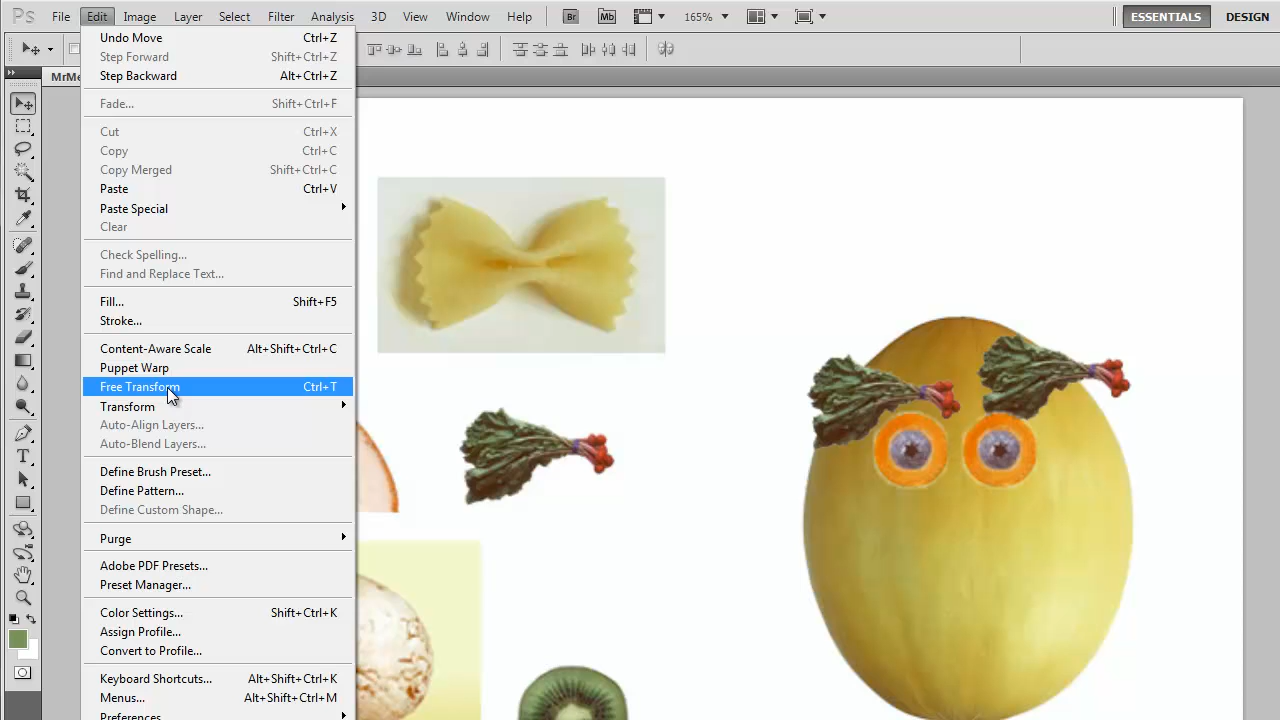 Ps File Edit Image Layer Select Filter Analysis 3D View Window Help Br Mb 165% ESSENTIALS DESIGN
MrMe
Undo Move Ctrl+Z
Step Forward Shift+Ctrl+Z
Step Backward Alt+Ctrl+Z
Fade... Shift+Ctrl+F
Cut Ctrl+X
Copy Ctrl+C
Copy Merged Shift+Ctrl+C
Paste Ctrl+V
Paste Special
Clear
Check Spelling...
Find and Replace Text...
Fill... Shift+F5
Stroke...
Content-Aware Scale Alt+Shift+Ctrl+C
Puppet Warp
Free Transform Ctrl+T
Transform
Auto-Align Layers...
Auto-Blend Layers...
Define Brush Preset...
Define Pattern...
Define Custom Shape...
Purge
Adobe PDF Presets...
Preset Manager...
Color Settings... Shift+Ctrl+K
Assign Profile...
Convert to Profile...
Keyboard Shortcuts... Alt+Shift+Ctrl+K
Menus... Alt+Shift+Ctrl+M
Preferences